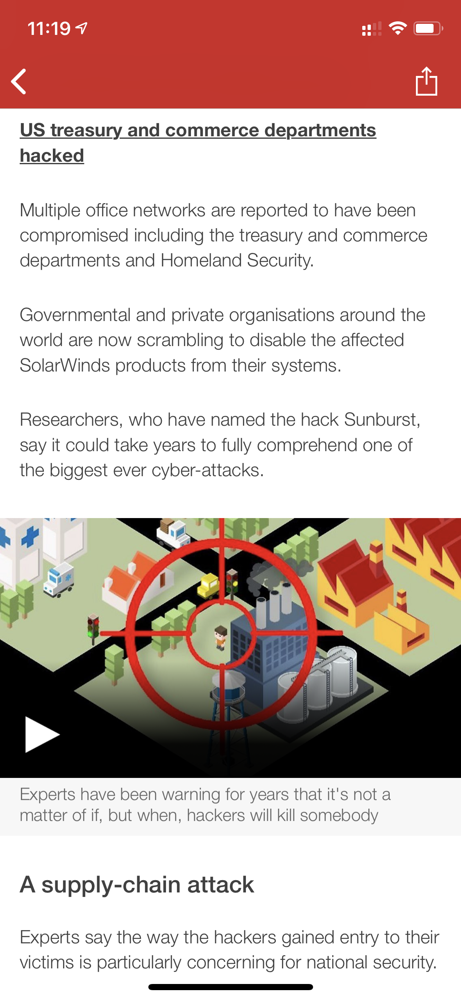 11:19
US treasury and commerce departments
hacked
Multiple office networks are reported to have been
compromised including the treasury and commerce
departments and Homeland Security.
Governmental and private organisations around the
world are now scrambling to disable the affected
SolarWinds products from their systems.
Researchers, who have named the hack Sunburst,
say it could take years to fully comprehend one of
the biggest ever cyber-attacks.
Experts have been warning for years that it's not a
matter of if, but when, hackers will kill somebody
A supply-chain attack
Experts say the way the hackers gained entry to their
victims is particularly concerning for national security.